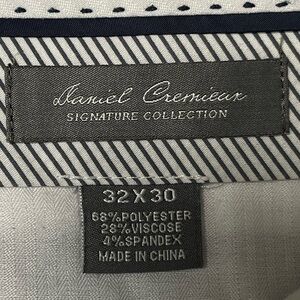 Daniel Cremieux
SIGNATURE COLLECTION
32X30
68%POLYESTER
28%VISCOSE
4%SPANDEX
MADE IN CHINA